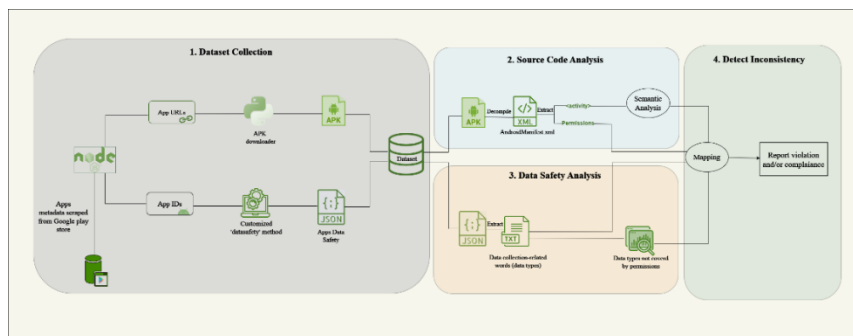 1. Dataset Collection
App URLs
APK
downloader
APK
node
Apps
metadata scraped
from Google play
store
App IDs
Customized
'datasafety' method
JSON
Apps Data
Safety
Dataset
2. Source Code Analysis
APK
Decompile
XML
AndroidManifest.xml
Extract
<activity>
Permissions
Semantic
Analysis
3. Data Safety Analysis
JSON
Extract
TXT
Data collection-related
words (data types)
Data types not covered
by permissions
4. Detect Inconsistency
Mapping
Report violation
and/or complaince